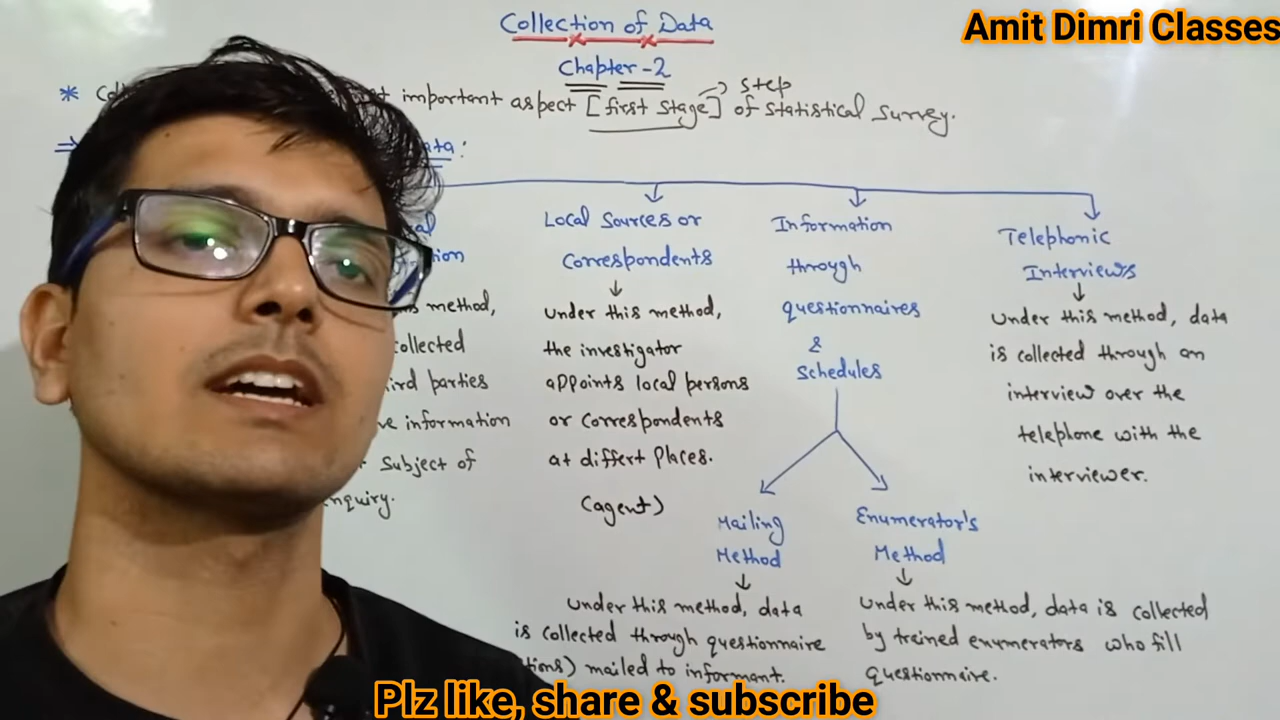 Collection of Data
Amit Dimri Classes
Chapter-2
* important aspect [first stage] → step of statistical survey.
⇒ :
Local Sources or
Correspondents
↓
under this method,
the investigator
appoints local persons
or correspondents
at differt places.
(agent)
Information
through
questionnaires
&
Schedules
Telephonic
Interviews
↓
under this method, data
is collected through an
interview over the
telephone with the
interviewer.
method,
collected
parties
information
subject of
Mailing
Method
↓
under this method, data
is collected through questionnaire
mailed to informant.
Enumerator's
Method
↓
under this method, data is collected
by trained enumerators who fill
questionnaire.
Plz like, share & subscribe